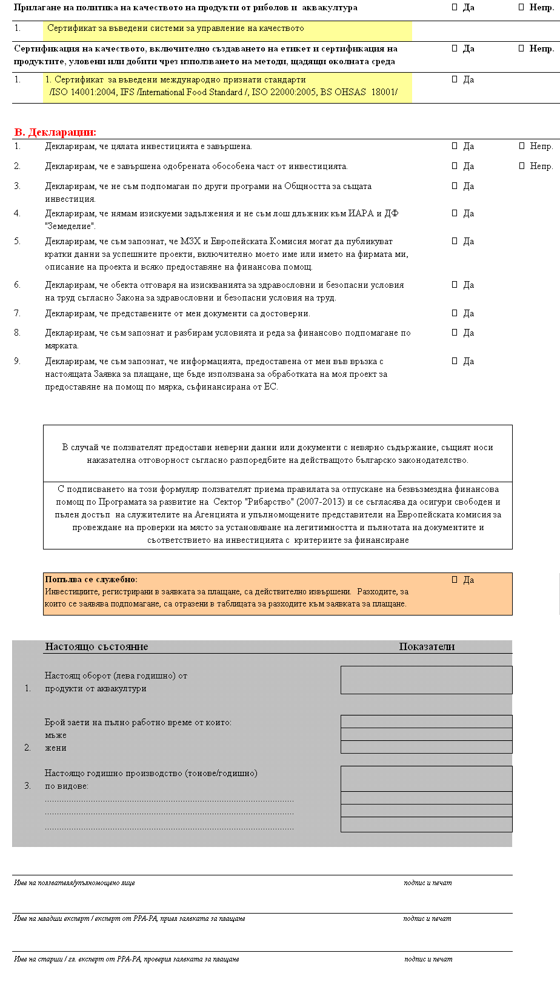 Прилагане на политика на качеството на продукти от риболов и аквакултура ☐ Да ☐ Непр.
1. Сертификат за въведени системи за управление на качеството
Сертификация на качеството, включително създаването на етикет и сертификация на ☐ Да ☐ Непр.
продуктите, уловени или добити чрез използването на методи, щадящи околната среда
1. 1. Сертификат за въведени международно признати стандарти ☐ Да
/ISO 14001:2004, IFS /International Food Standard /, ISO 22000:2005, BS OHSAS 18001/
В. Декларации:
1. Декларирам, че цялата инвестицията е завършена. ☐ Да ☐ Непр.
2. Декларирам, че е завършена одобрената обособена част от инвестицията. ☐ Да ☐ Непр.
3. Декларирам, че не съм подпомаган по други програми на Общността за същата ☐ Да
инвестиция.
4. Декларирам, че нямам изискуеми задължения и не съм лош длъжник към ИАРА и ДФ ☐ Да
"Земеделие".
5. Декларирам, че съм запознат, че МЗХ и Европейската Комисия могат да публикуват ☐ Да
кратки данни за успешните проекти, включително моето име или името на фирмата ми,
описание на проекта и всяко предоставяне на финансова помощ.
6. Декларирам, че обекта отговаря на изискванията за здравословни и безопасни условия ☐ Да
на труд съгласно Закона за здравословни и безопасни условия на труд.
7. Декларирам, че представените от мен документи са достоверни. ☐ Да
8. Декларирам, че съм запознат и разбирам условията и реда за финансово подпомагане по ☐ Да
мярката.
9. Декларирам, че съм запознат, че информацията, предоставена от мен във връзка с ☐ Да
настоящата Заявка за плащане, ще бъде използвана за обработката на моя проект за
предоставяне на помощ по мярка, съфинансирана от ЕС.
В случай че ползвателят предостави неверни данни или документи с невярно съдържание, същият носи
наказателна отговорност съгласно разпоредбите на действащото българско законодателство.
С подписването на този формуляр ползвателят приема правилата за отпускане на безвъзмездна финансова
помощ по Програмата за развитие на Сектор "Рибарство" (2007-2013) и се съгласява да осигури свободен и
пълен достъп на служителите на Агенцията и упълномощените представители на Европейската комисия за
провеждане на проверки на място за установяване на легитимността и пълнотата на документите и
съответствието на инвестицията с критериите за финансиране
Попълва се служебно: ☐ Да
Инвестициите, регистрирани в заявката за плащане, са действително извършени. Разходите, за
които се заявява подпомагане, са отразени в таблицата за разходите към заявката за плащане.
Настоящо състояние Показатели
Настоящ оборот (лева годишно) от
1. продукти от аквакултури
Брой заети на пълно работно време от които:
мъже
2. жени
Настоящо годишно производство (тонове/годишно)
3. по видове:
........................................................................................................
........................................................................................................
........................................................................................................
Име на ползвателя/упълномощено лице подпис и печат
Име на младши експерт / експерт от РРА-РА, приел заявката за плащане подпис и печат
Име на старши / гл. експерт от РРА-РА, проверил заявката за плащане подпис и печат